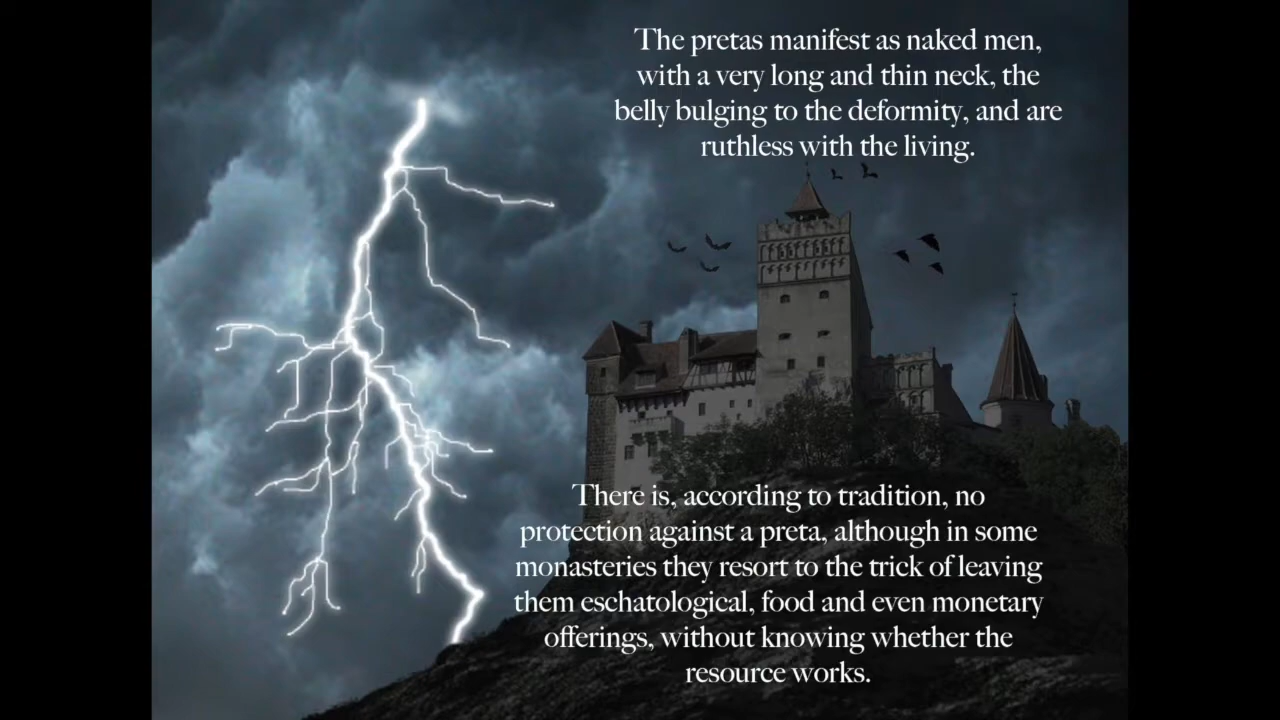 The pretas manifest as naked men,
with a very long and thin neck, the
belly bulging to the deformity, and are
ruthless with the living.
There is, according to tradition, no
protection against a preta, although in some
monasteries they resort to the trick of leaving
them eschatological, food and even monetary
offerings, without knowing whether the
resource works.